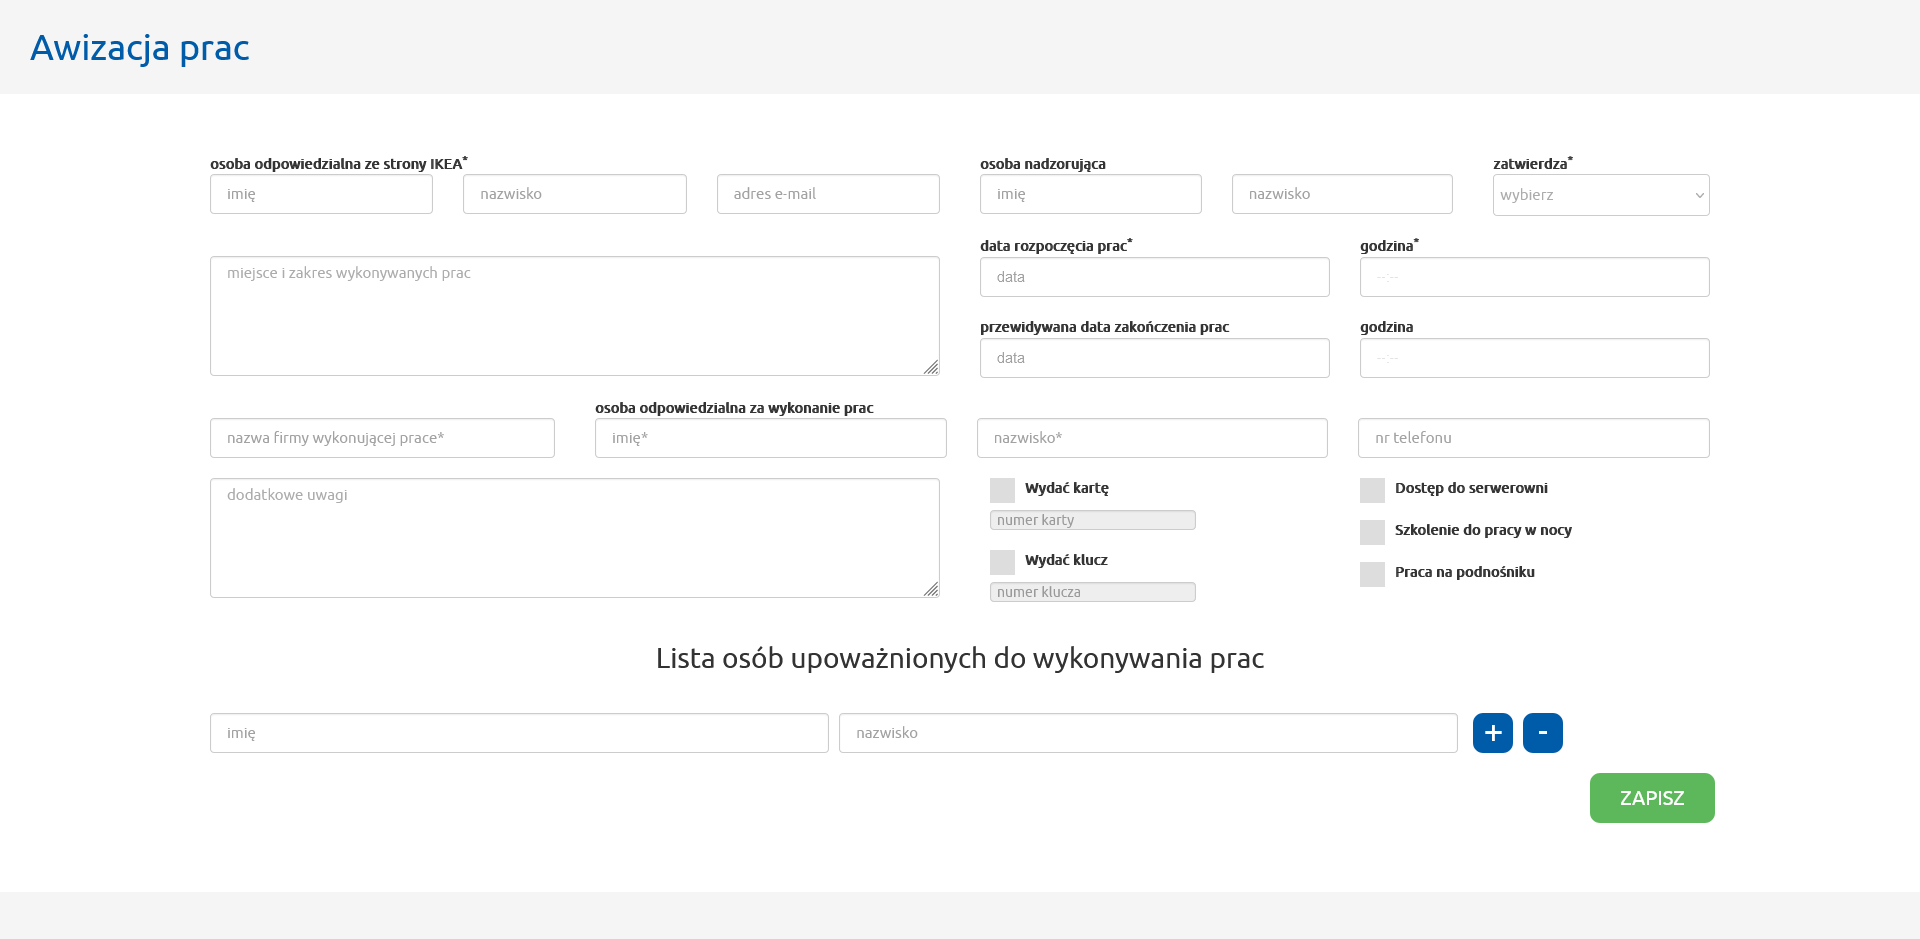 Awizacja prac
osoba odpowiedzialna ze strony IKEA*
imię
nazwisko
adres e-mail
osoba nadzorująca
imię
nazwisko
zatwierdza*
wybierz
miejsce i zakres wykonywanych prac
data rozpoczęcia prac*
data
godzina*
--:--
przewidywana data zakończenia prac
data
godzina
--:--
nazwa firmy wykonującej prace*
osoba odpowiedzialna za wykonanie prac
imię*
nazwisko*
nr telefonu
dodatkowe uwagi
Wydać kartę
numer karty
Wydać klucz
numer klucza
Dostęp do serwerowni
Szkolenie do pracy w nocy
Praca na podnośniku
Lista osób upoważnionych do wykonywania prac
imię
nazwisko
+
-
ZAPISZ